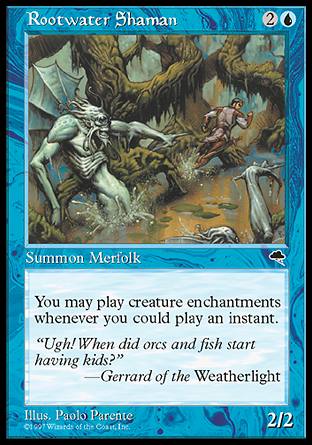 Rootwater Shaman 2
Summon Merfolk
You may play creature enchantments
whenever you could play an instant.
“Ugh! When did orcs and fish start
having kids?”
—Gerrard of the Weatherlight
Illus. Paolo Parente
©1997 Wizards of the Coast, Inc.
2/2